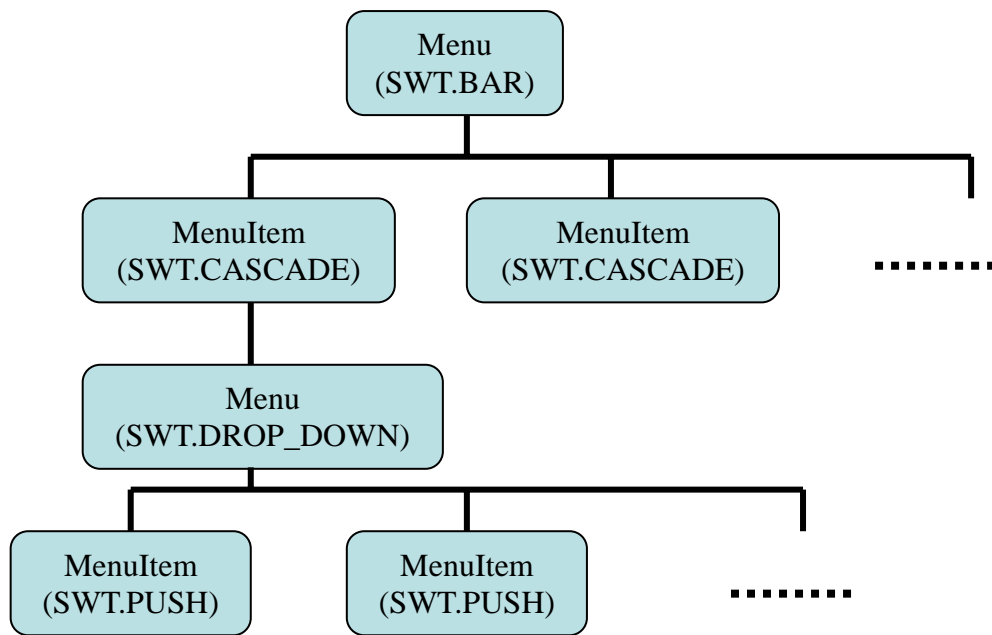 Menu
(SWT.BAR)
MenuItem
(SWT.CASCADE)
MenuItem
(SWT.CASCADE)
Menu
(SWT.DROP_DOWN)
MenuItem
(SWT.PUSH)
MenuItem
(SWT.PUSH)